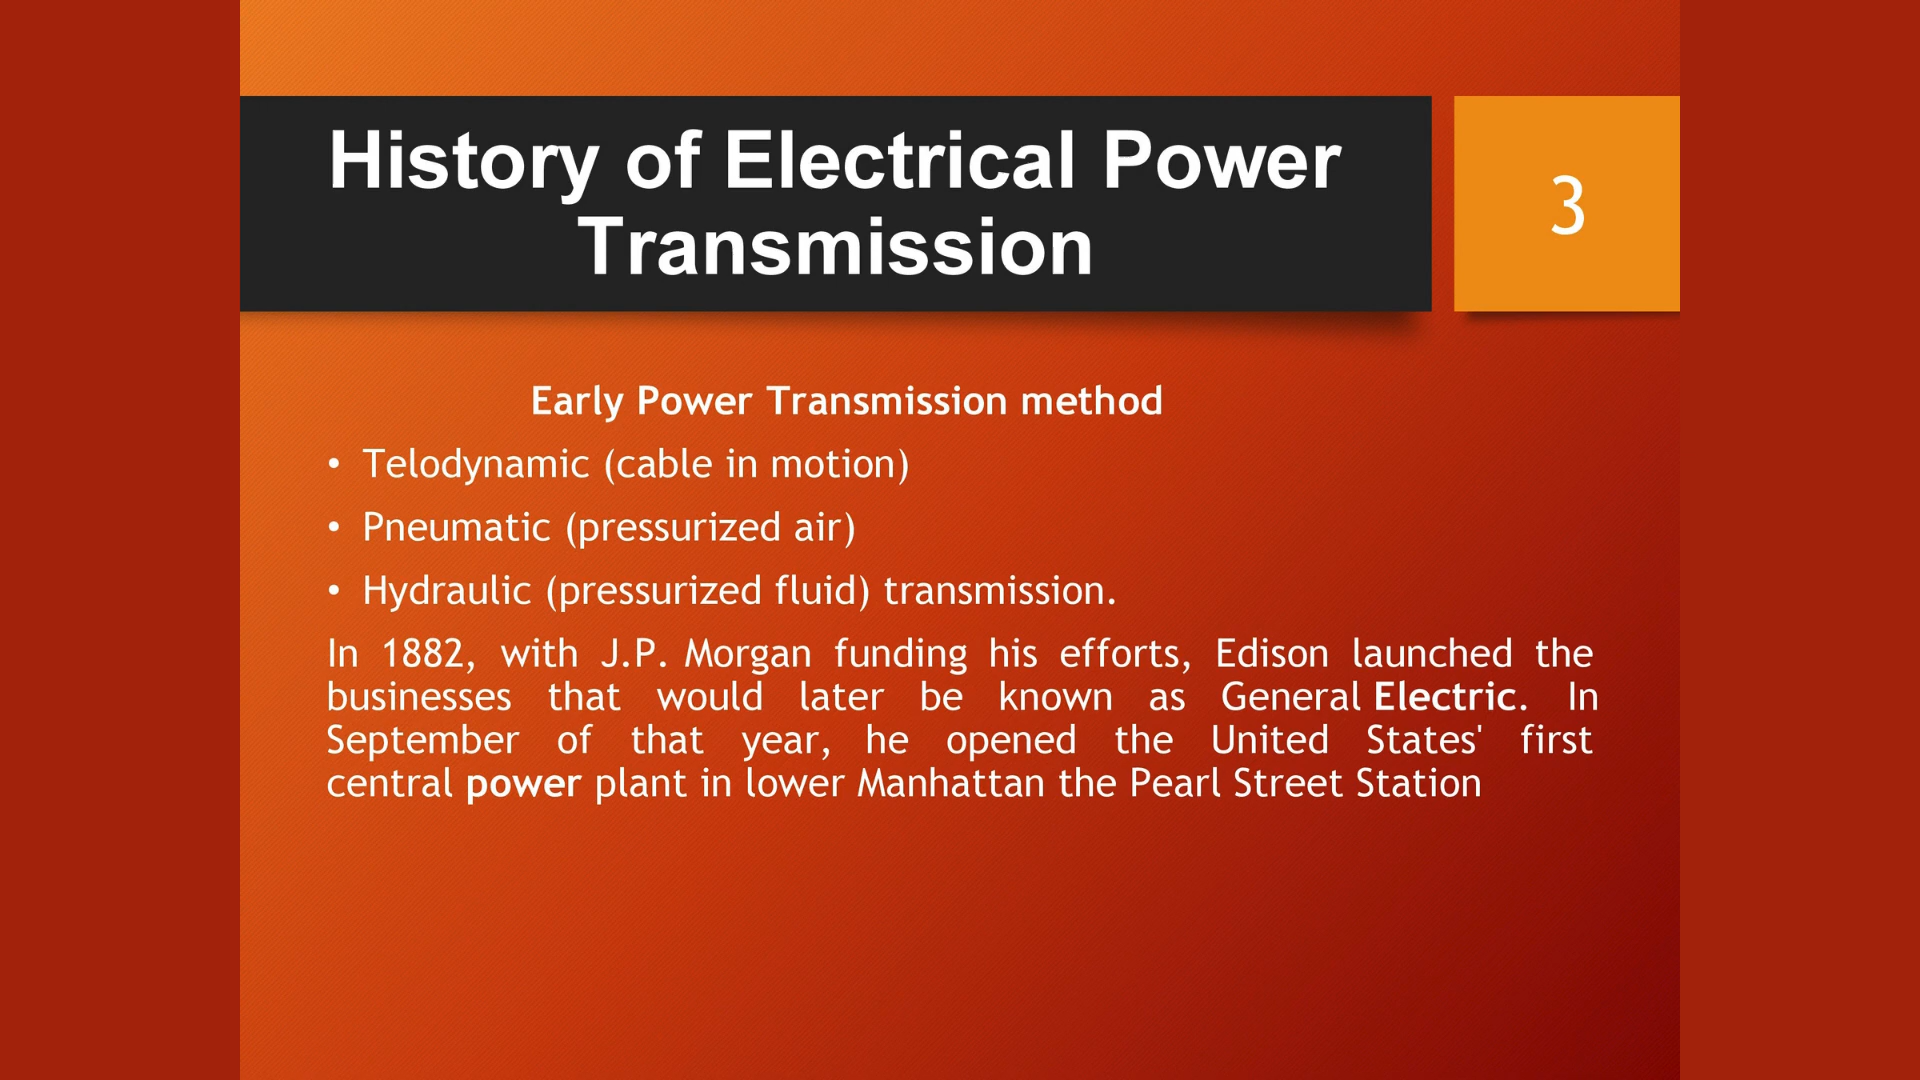 History of Electrical Power
Transmission
3
Early Power Transmission method
• Telodynamic (cable in motion)
• Pneumatic (pressurized air)
• Hydraulic (pressurized fluid) transmission.
In 1882, with J.P. Morgan funding his efforts, Edison launched the
businesses that would later be known as General Electric. In
September of that year, he opened the United States' first
central power plant in lower Manhattan the Pearl Street Station